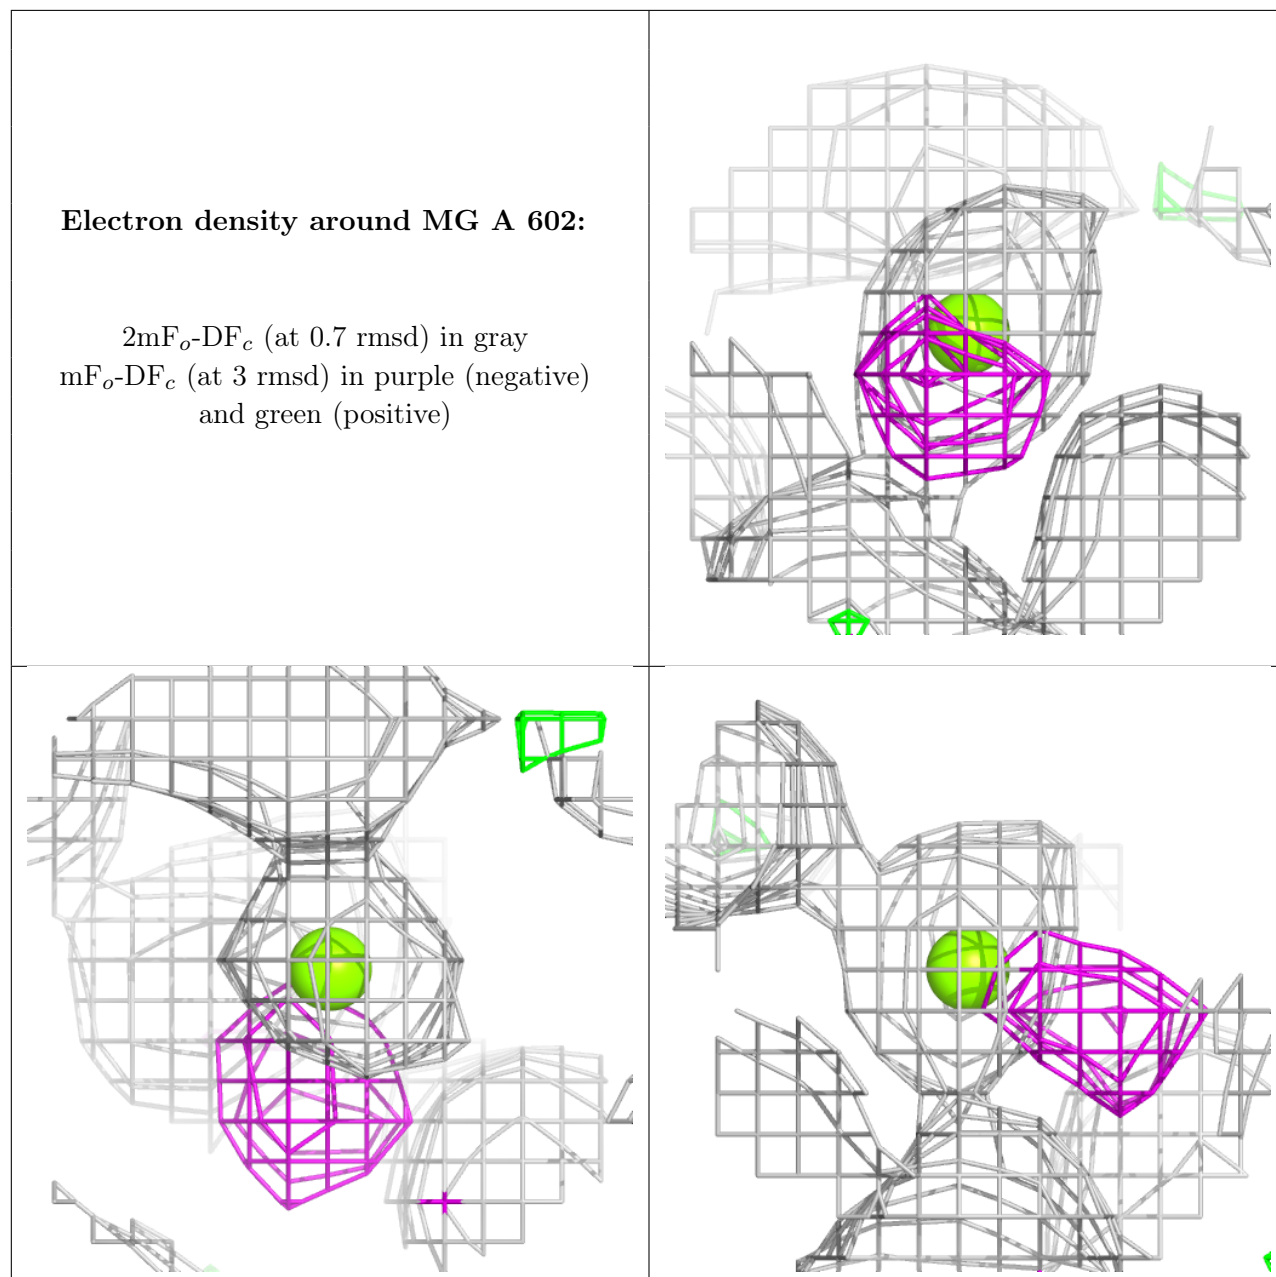 Electron density around MG A 602:
2mFo-DFc (at 0.7 rmsd) in gray
mFo-DFc (at 3 rmsd) in purple (negative)
and green (positive)